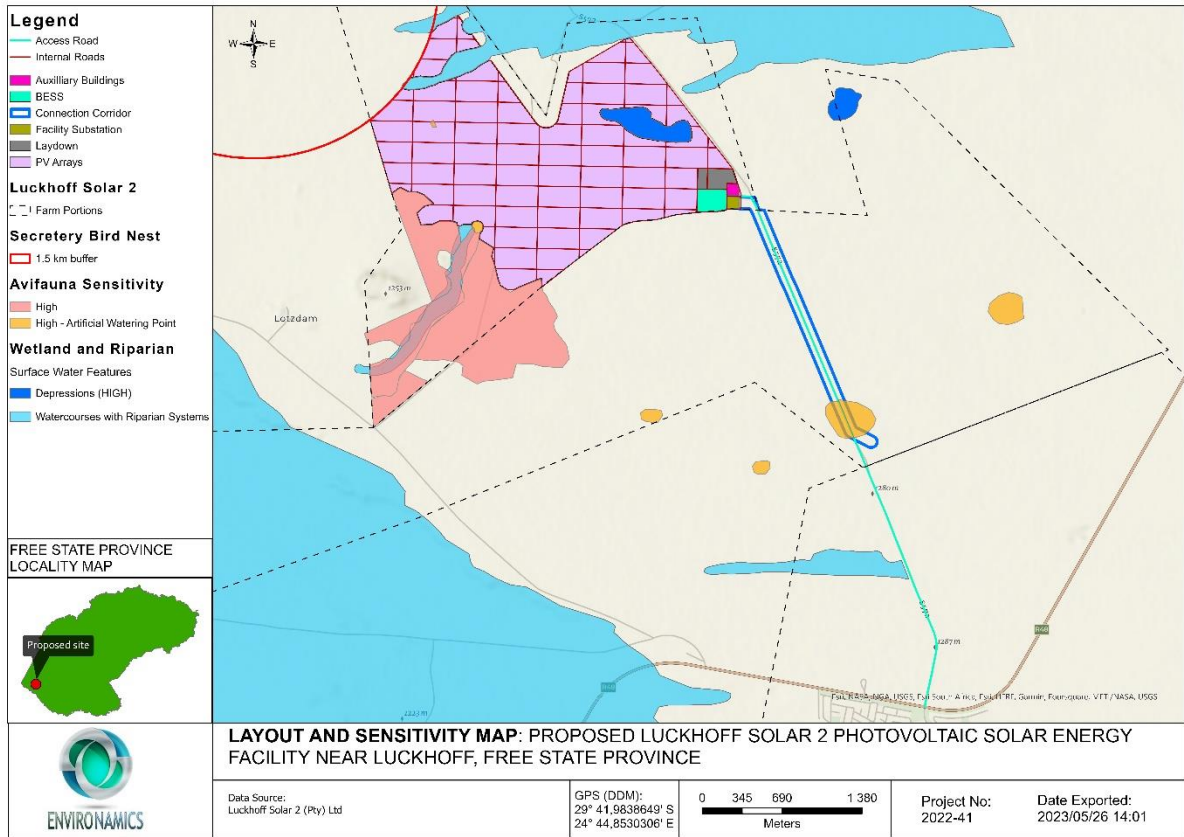 Legend
Access Road
Internal Roads
Auxilliary Buildings
BESS
Connection Corridor
Facility Substation
Laydown
PV Arrays
Luckhoff Solar 2
Farm Portions
Secretery Bird Nest
1.5 km buffer
Avifauna Sensitivity
High
High - Artificial Watering Point
Wetland and Riparian
Surface Water Features
Depressions (HIGH)
Watercourses with Riparian Systems
N
W E
S
1253 m
Lotzdam
1280 m
1287 m
R48
1223 m
FREE STATE PROVINCE
LOCALITY MAP
Proposed site
ENVIRONAMICS
LAYOUT AND SENSITIVITY MAP: PROPOSED LUCKHOFF SOLAR 2 PHOTOVOLTAIC SOLAR ENERGY
FACILITY NEAR LUCKHOFF, FREE STATE PROVINCE
Data Source:
Luckhoff Solar 2 (Pty) Ltd
GPS (DDM):
29° 41,9838649' S
24° 44,8530306' E
0 345 690 1 380
Meters
Project No:
2022-41
Date Exported:
2023/05/26 14:01